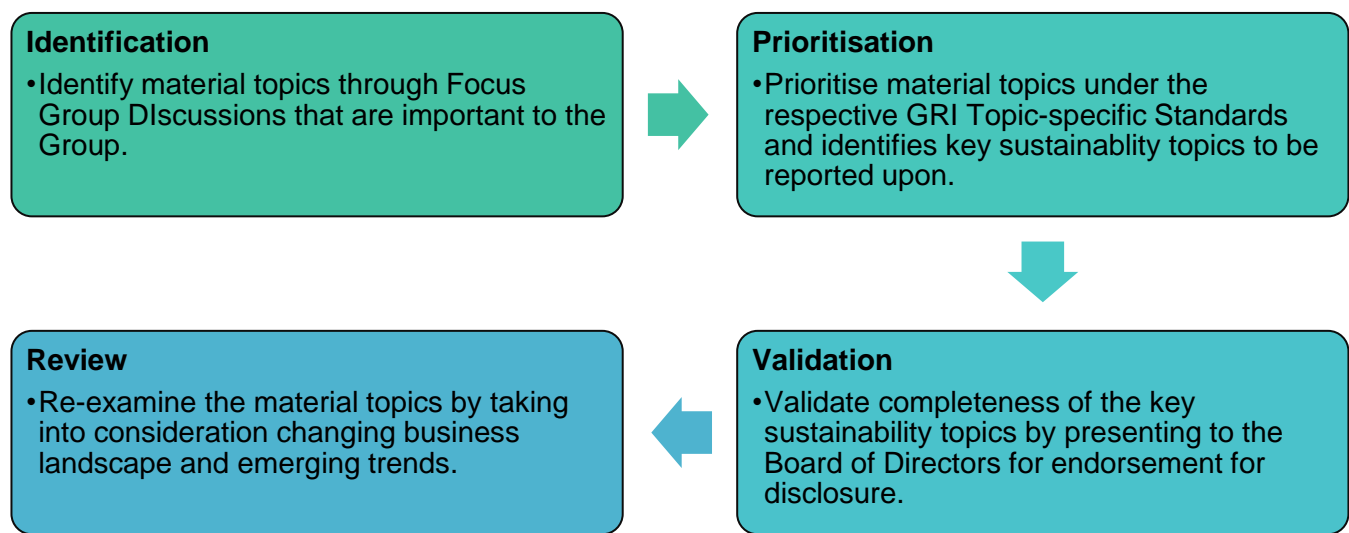 Identification
•Identify material topics through Focus
Group DIscussions that are important to the
Group.
Prioritisation
•Prioritise material topics under the
respective GRI Topic-specific Standards
and identifies key sustainablity topics to be
reported upon.
Validation
•Validate completeness of the key
sustainability topics by presenting to the
Board of Directors for endorsement for
disclosure.
Review
•Re-examine the material topics by taking
into consideration changing business
landscape and emerging trends.